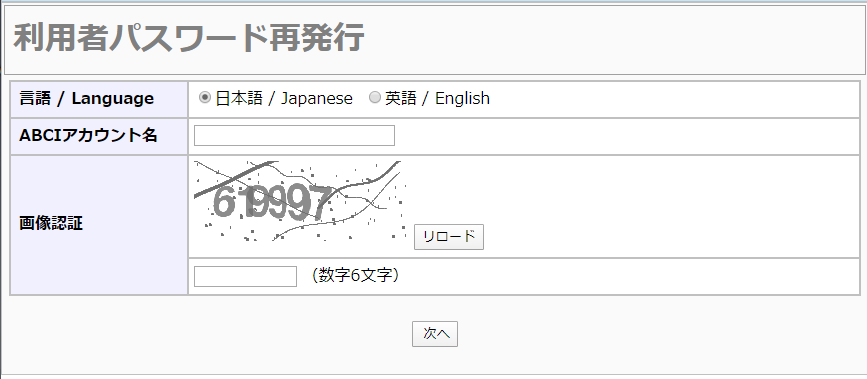 利用者パスワード再発行
言語 / Language
日本語 / Japanese 英語 / English
ABCIアカウント名
画像認証
リロード
（数字6文字）
次へ